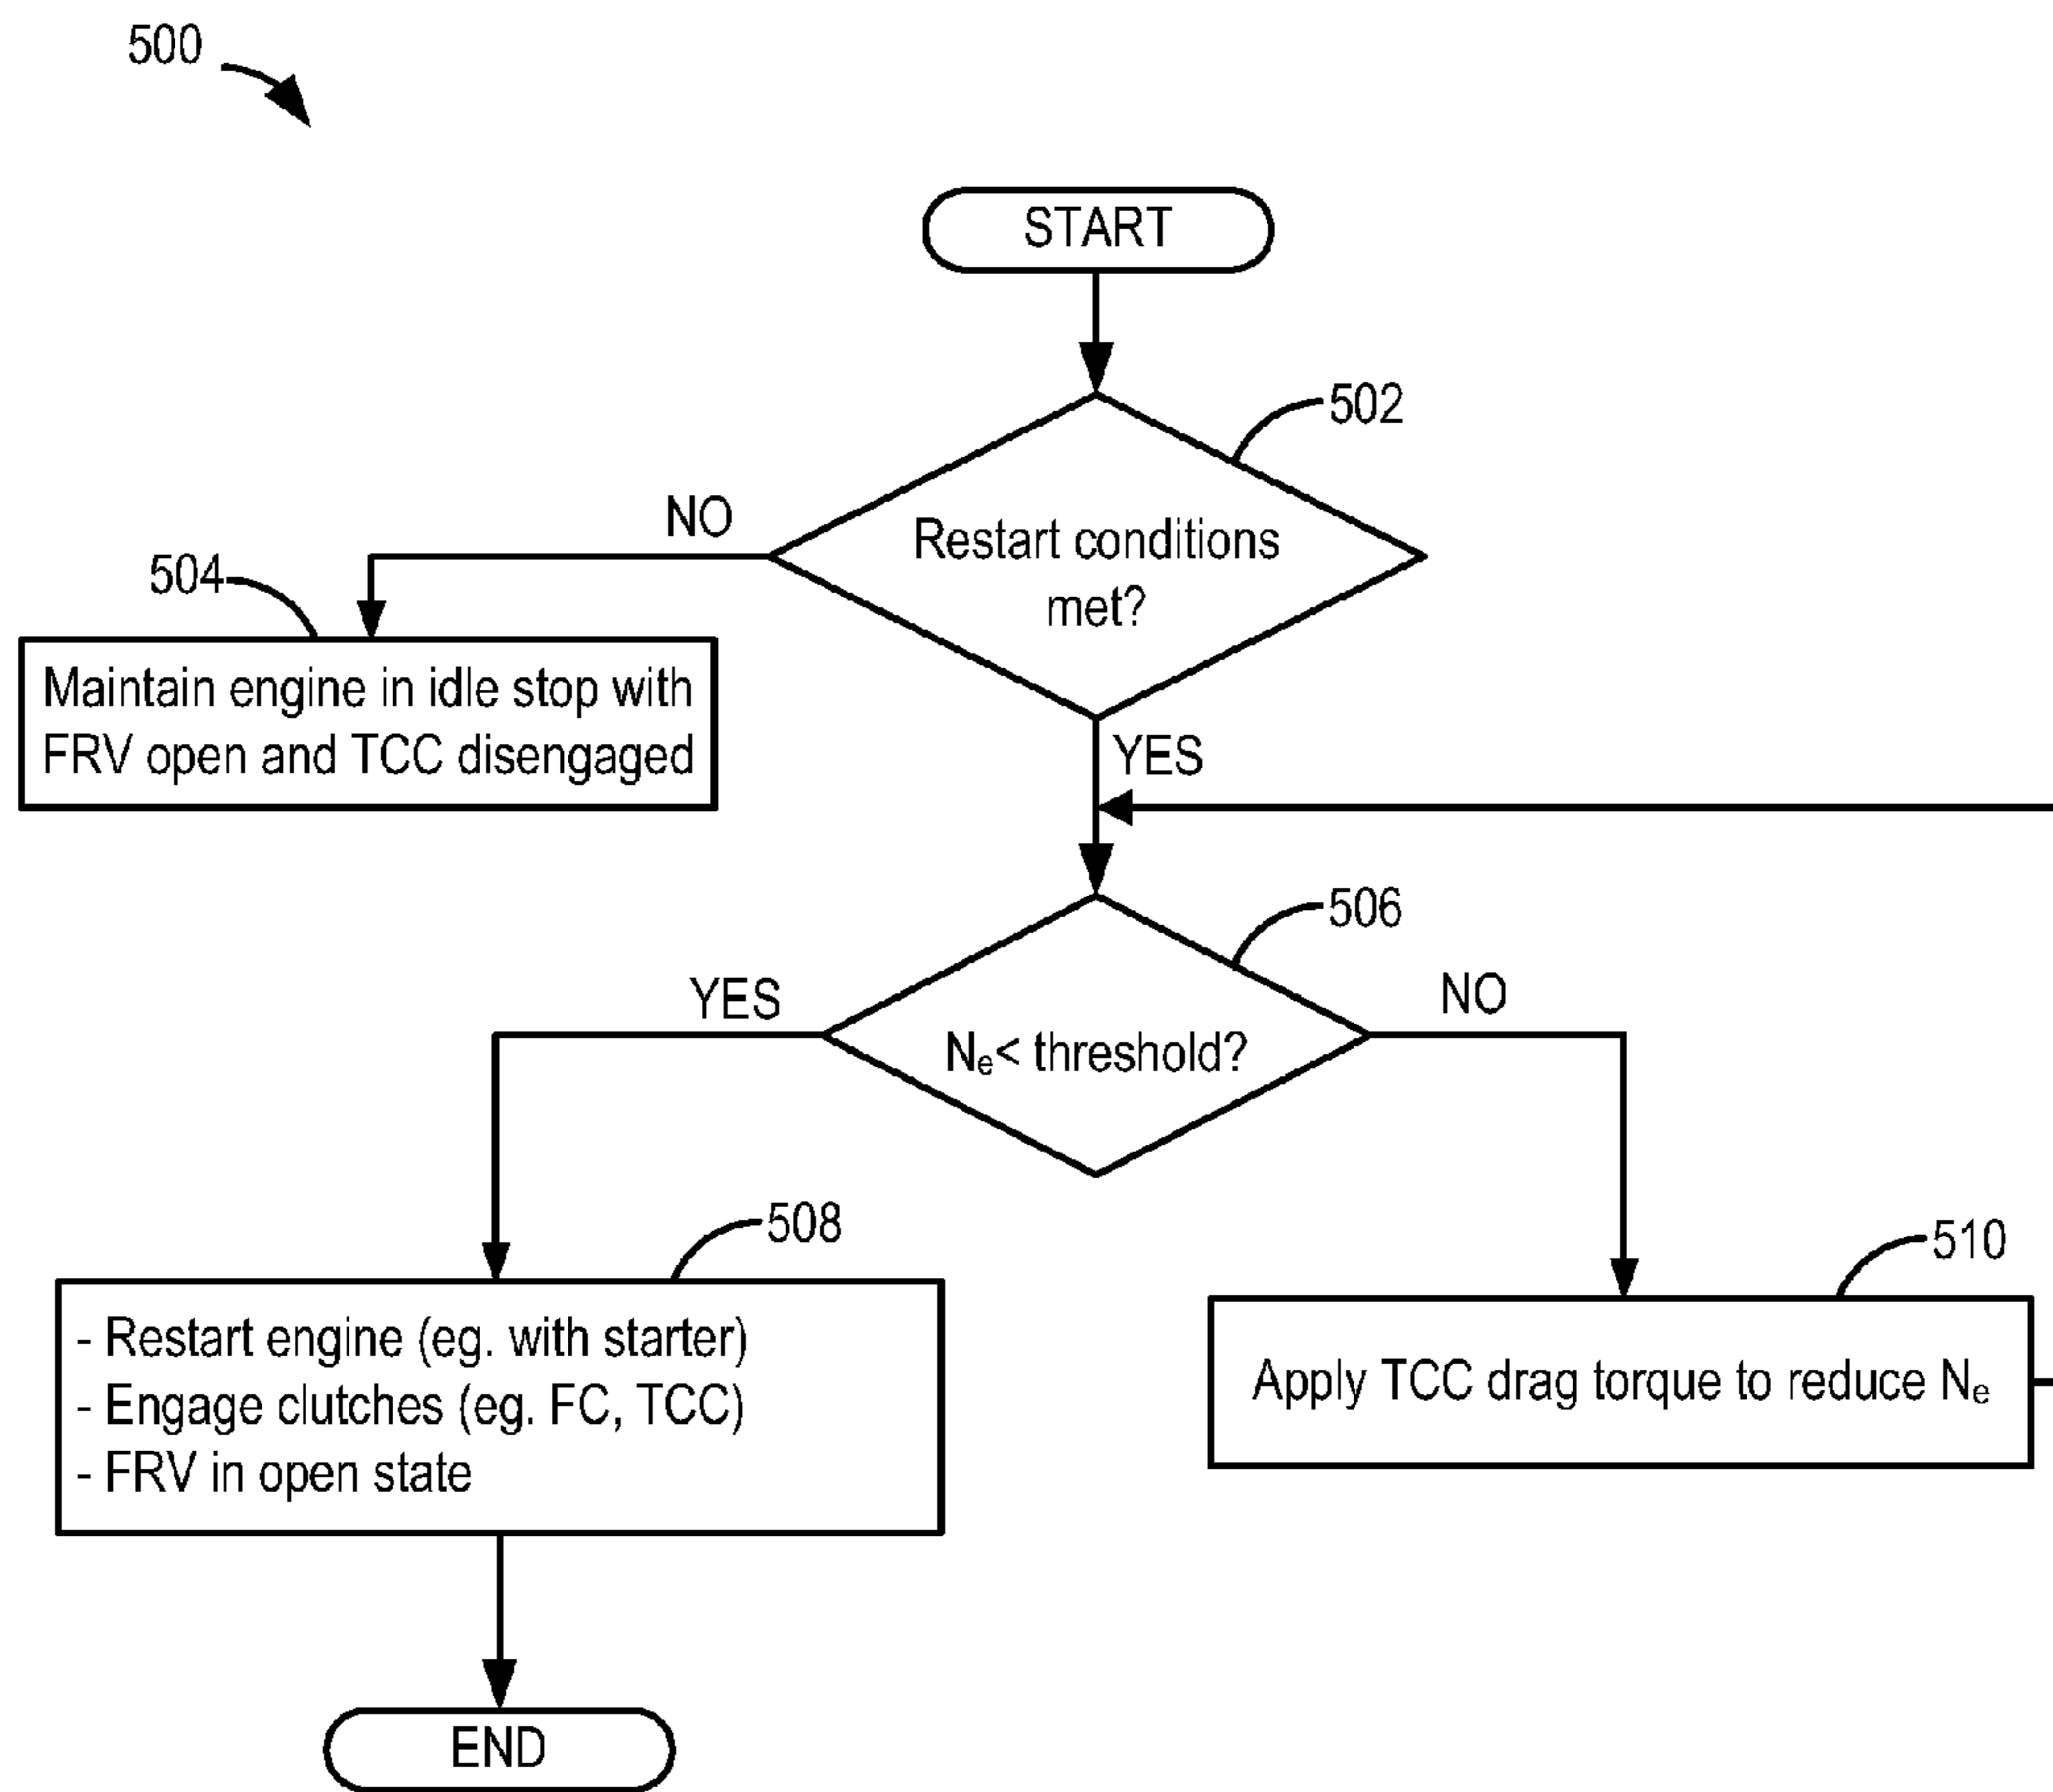 500
START
502
Restart conditions
met?
NO
504
Maintain engine in idle stop with
FRV open and TCC disengaged
YES
506
Ne< threshold?
YES
NO
508
- Restart engine (eg. with starter)
- Engage clutches (eg. FC, TCC)
- FRV in open state
510
Apply TCC drag torque to reduce Ne
END